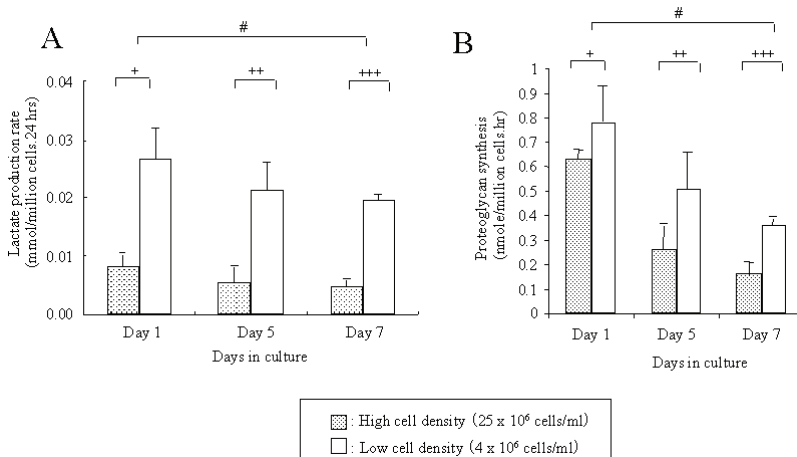 A
#
+
++
+++
Lactate production rate
(mmol/million cells.24 hrs)
0.04
0.03
0.02
0.01
0.00
Day 1
Day 5
Day 7
Days in culture
B
#
+
++
+++
Proteoglycan synthesis
(nmole/million cells.hr)
1
0.9
0.8
0.7
0.6
0.5
0.4
0.3
0.2
0.1
0
Day 1
Day 5
Day 7
Days in culture
: High cell density (25 x 10⁶ cells/ml)
: Low cell density (4 x 10⁶ cells/ml)